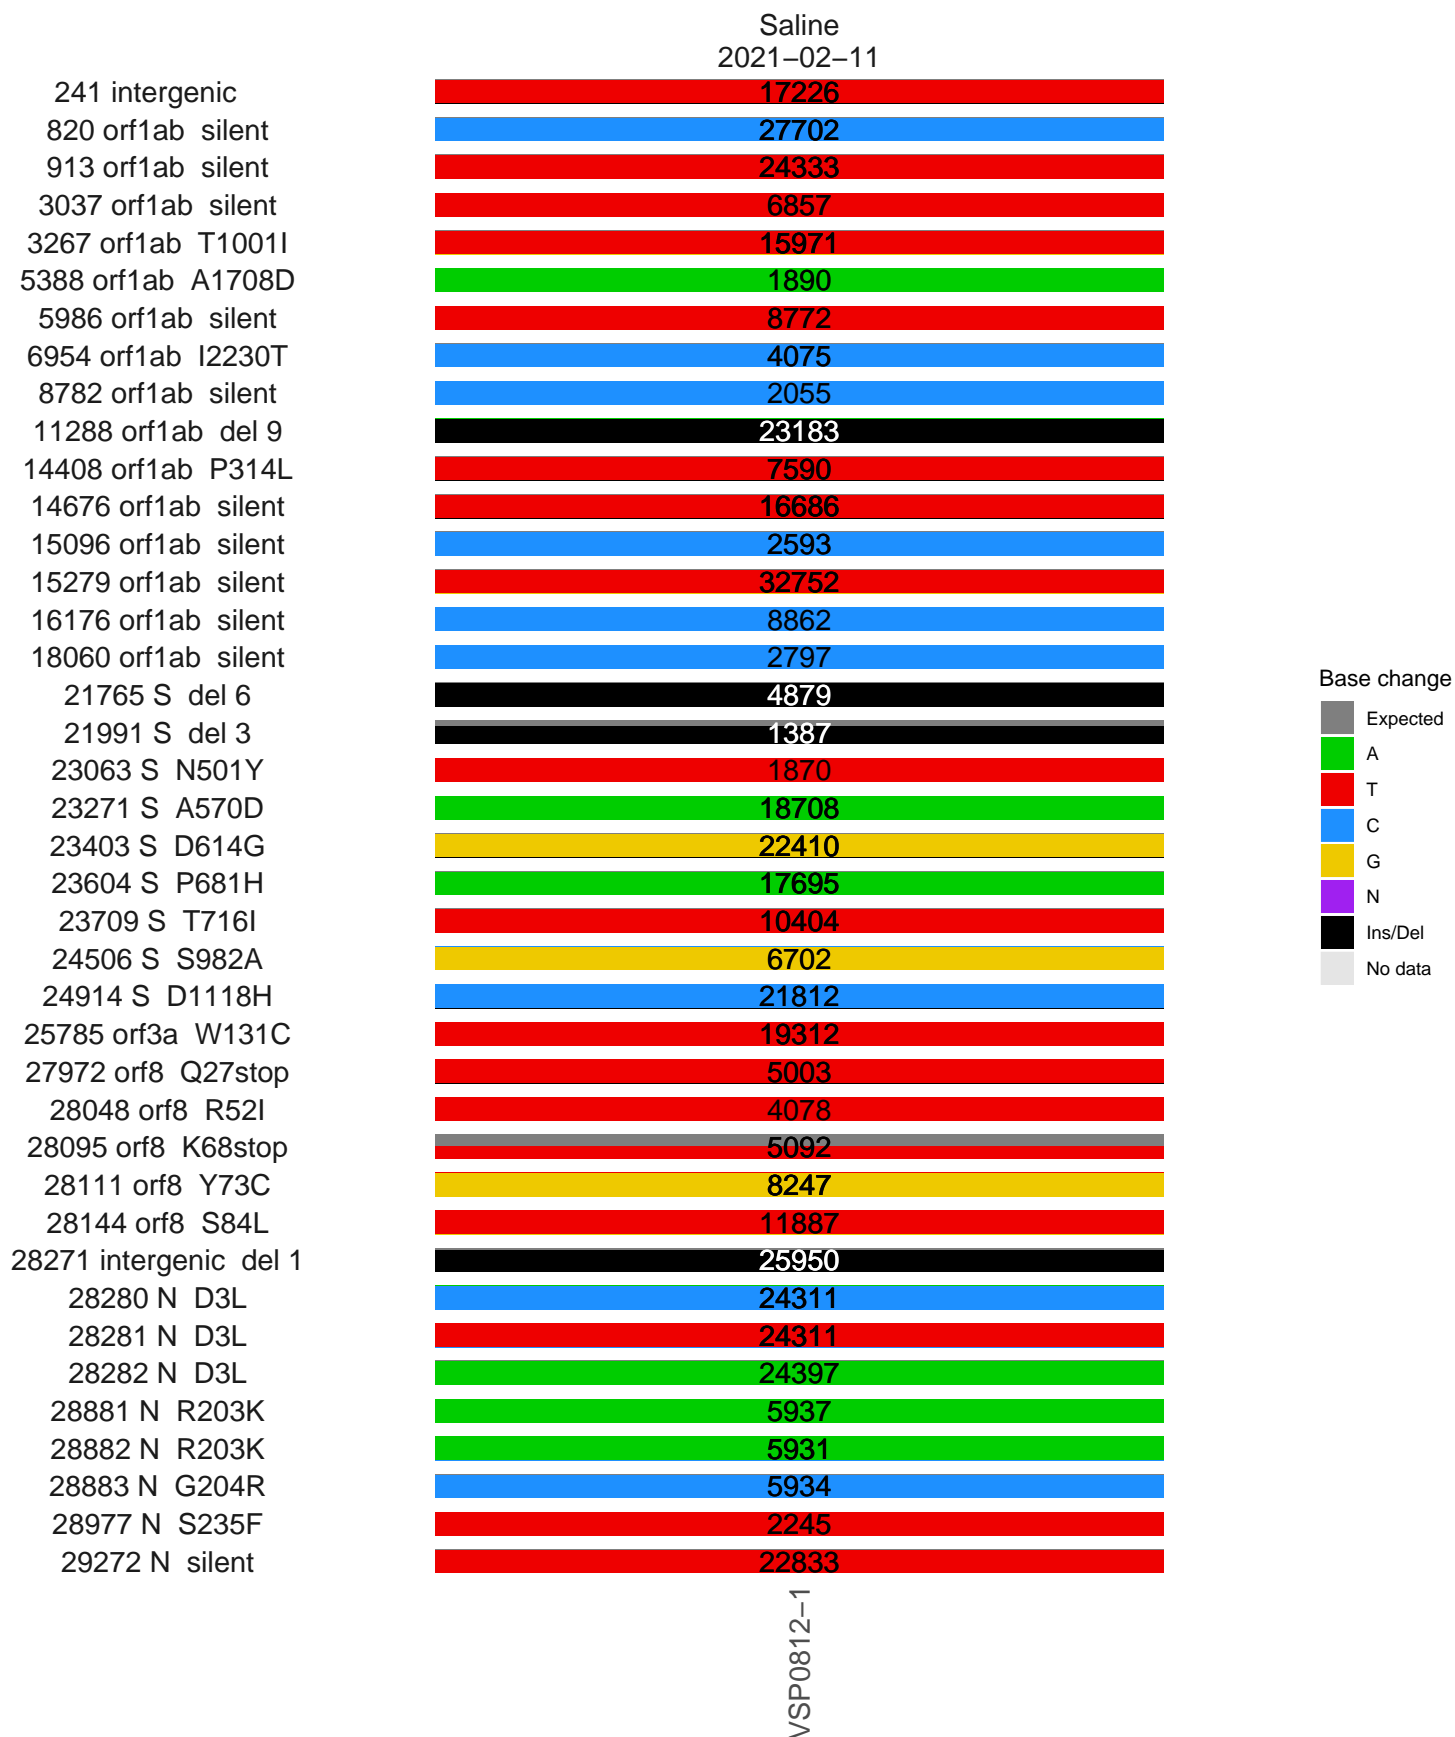 Saline
2021−02−11
241 intergenic 17226
820 orf1ab silent 27702
913 orf1ab silent 24333
3037 orf1ab silent 6857
3267 orf1ab T1001I 15971
5388 orf1ab A1708D 1890
5986 orf1ab silent 8772
6954 orf1ab I2230T 4075
8782 orf1ab silent 2055
11288 orf1ab del 9 23183
14408 orf1ab P314L 7590
14676 orf1ab silent 16686
15096 orf1ab silent 2593
15279 orf1ab silent 32752
16176 orf1ab silent 8862
18060 orf1ab silent 2797
21765 S del 6 4879
21991 S del 3 1387
23063 S N501Y 1870
23271 S A570D 18708
23403 S D614G 22410
23604 S P681H 17695
23709 S T716I 10404
24506 S S982A 6702
24914 S D1118H 21812
25785 orf3a W131C 19312
27972 orf8 Q27stop 5003
28048 orf8 R52I 4078
28095 orf8 K68stop 5092
28111 orf8 Y73C 8247
28144 orf8 S84L 11887
28271 intergenic del 1 25950
28280 N D3L 24311
28281 N D3L 24311
28282 N D3L 24397
28881 N R203K 5937
28882 N R203K 5931
28883 N G204R 5934
28977 N S235F 2245
29272 N silent 22833
VSP0812−1
Base change
Expected
A
T
C
G
N
Ins/Del
No data